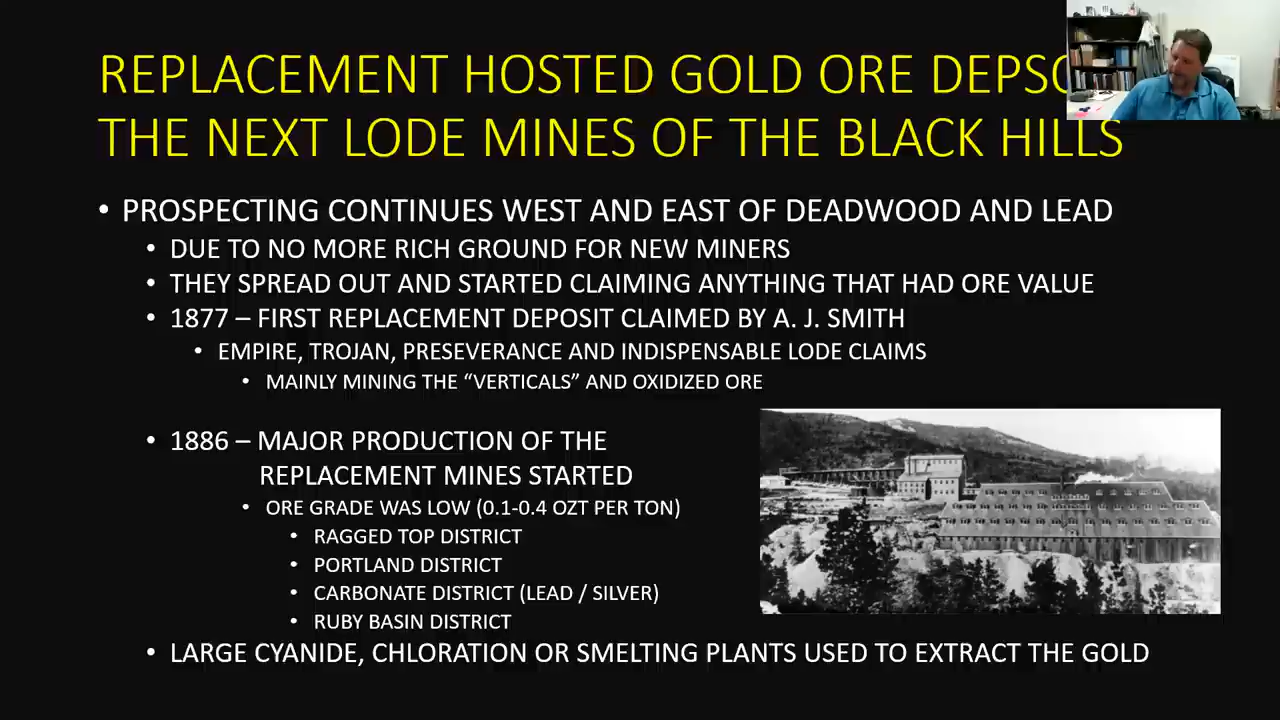 REPLACEMENT HOSTED GOLD ORE
THE NEXT LODE MINES OF THE BLACK HILLS
• PROSPECTING CONTINUES WEST AND EAST OF DEADWOOD AND LEAD
• DUE TO NO MORE RICH GROUND FOR NEW MINERS
• THEY SPREAD OUT AND STARTED CLAIMING ANYTHING THAT HAD ORE VALUE
• 1877 – FIRST REPLACEMENT DEPOSIT CLAIMED BY A. J. SMITH
• EMPIRE, TROJAN, PRESEVERANCE AND INDISPENSABLE LODE CLAIMS
• MAINLY MINING THE “VERTICALS” AND OXIDIZED ORE
• 1886 – MAJOR PRODUCTION OF THE
REPLACEMENT MINES STARTED
• ORE GRADE WAS LOW (0.1-0.4 OZT PER TON)
• RAGGED TOP DISTRICT
• PORTLAND DISTRICT
• CARBONATE DISTRICT (LEAD / SILVER)
• RUBY BASIN DISTRICT
• LARGE CYANIDE, CHLORATION OR SMELTING PLANTS USED TO EXTRACT THE GOLD